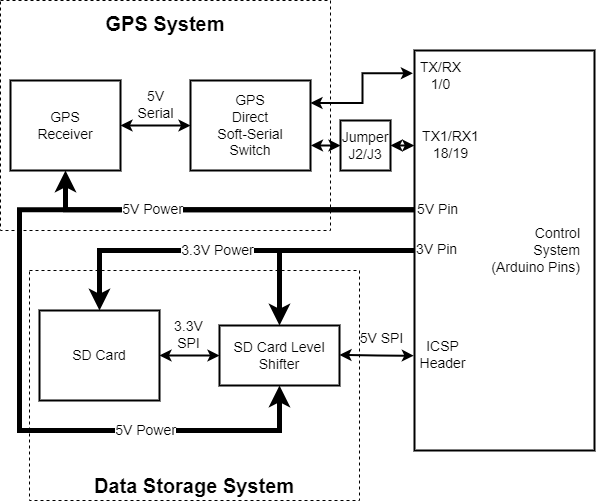 GPS System
GPS
Receiver
5V
Serial
GPS
Direct
Soft-Serial
Switch
TX/RX
1/0
Jumper
J2/J3
TX1/RX1
18/19
5V Power
5V Pin
3.3V Power
3V Pin
Control
System
(Arduino Pins)
SD Card
3.3V
SPI
SD Card Level
Shifter
5V SPI
ICSP
Header
5V Power
Data Storage System